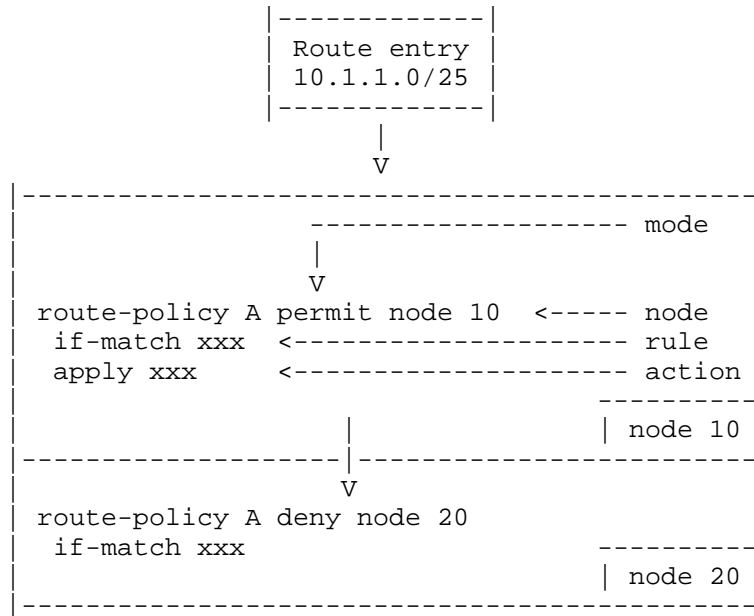 Route entry
10.1.1.0/25
V
mode
V
route-policy A permit node 10 <----- node
if-match xxx <--------------------- rule
apply xxx <--------------------- action
node 10
V
route-policy A deny node 20
if-match xxx
node 20